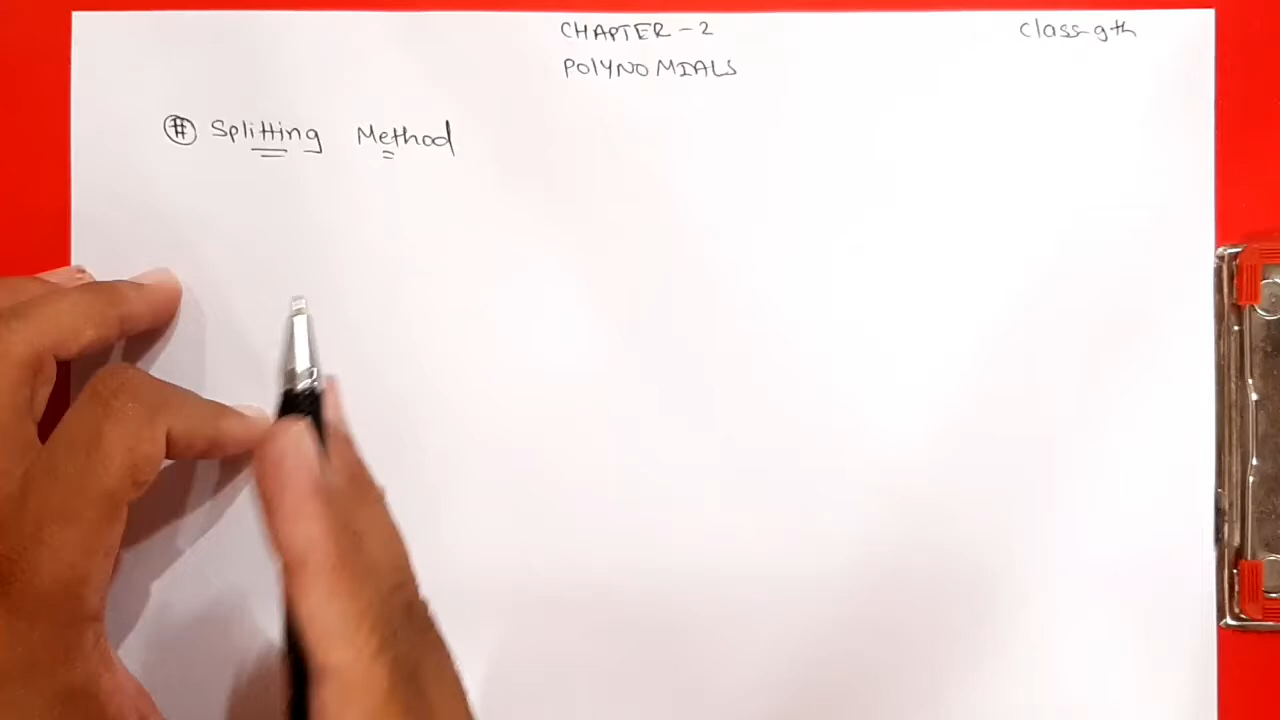 CHAPTER - 2
Class-9th
POLYNOMIALS
# Splitting Method